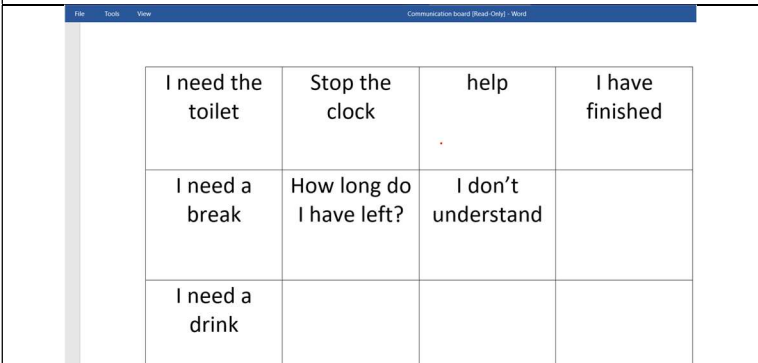 File Tools View Communication board [Read-Only] - Word
I need the
toilet
Stop the
clock
help
I have
finished
I need a
break
How long do
I have left?
I don't
understand
I need a
drink